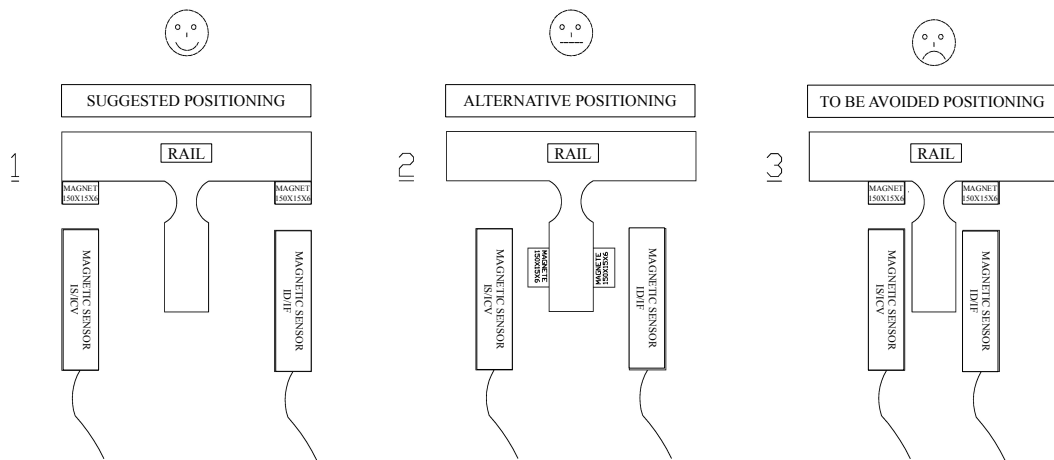 SUGGESTED POSITIONING
1
RAIL
MAGNET
150X15X6
MAGNET
150X15X6
MAGNETIC SENSOR
IS/ICV
MAGNETIC SENSOR
ID/IF
ALTERNATIVE POSITIONING
2
RAIL
MAGNETIC SENSOR
IS/ICV
MAGNETE
150X15X6
MAGNETE
150X15X6
MAGNETIC SENSOR
ID/IF
TO BE AVOIDED POSITIONING
3
RAIL
MAGNET
150X15X6
MAGNET
150X15X6
MAGNETIC SENSOR
IS/ICV
MAGNETIC SENSOR
ID/IF